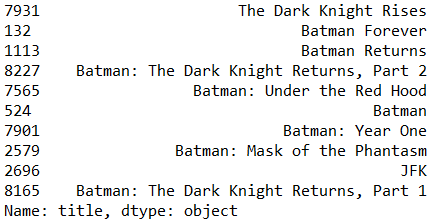 7931 The Dark Knight Rises
132 Batman Forever
1113 Batman Returns
8227 Batman: The Dark Knight Returns, Part 2
7565 Batman: Under the Red Hood
524 Batman
7901 Batman: Year One
2579 Batman: Mask of the Phantasm
2696 JFK
8165 Batman: The Dark Knight Returns, Part 1
Name: title, dtype: object